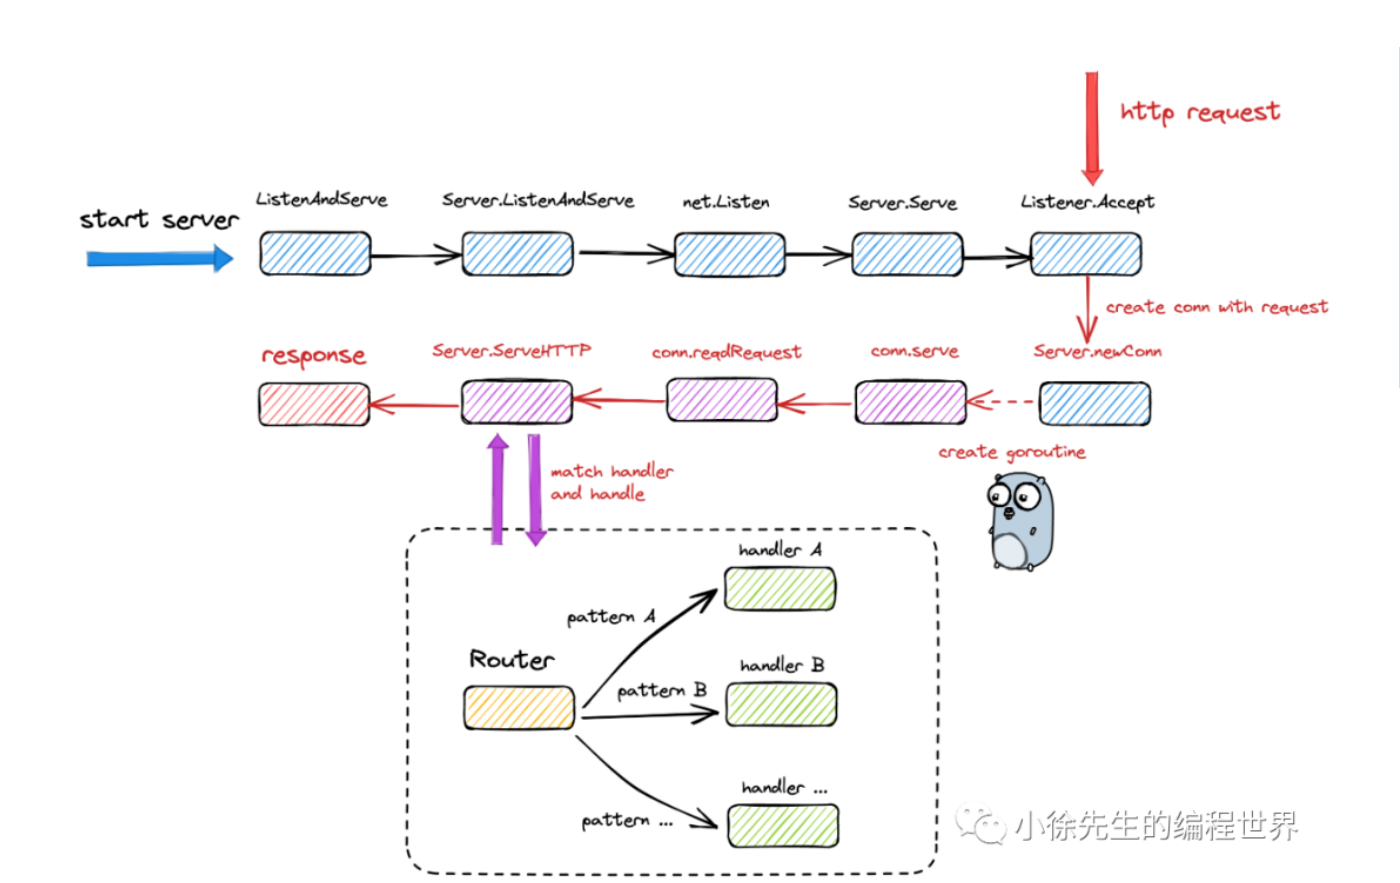 http request
start server
ListenAndServe
Server.ListenAndServe
net.Listen
Server.Serve
Listener.Accept
create conn with request
response
Server.ServeHTTP
conn.readRequest
conn.serve
Server.newConn
create goroutine
match handler
and handle
handler A
pattern A
Router
handler B
pattern B
handler ...
pattern ...
小徐先生的编程世界